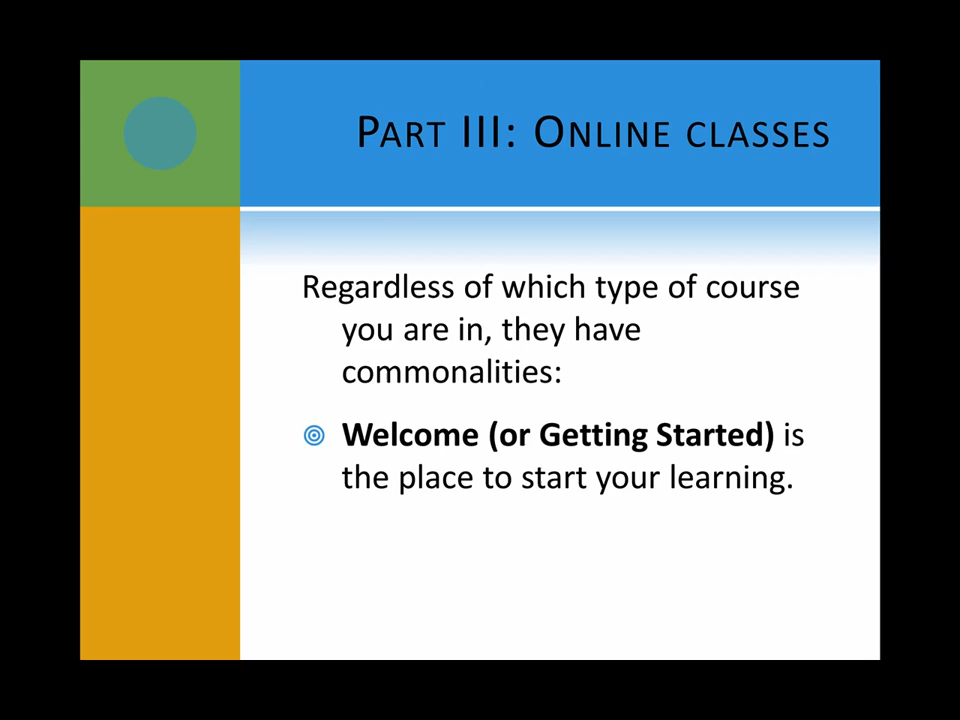 Part III: Online classes
Regardless of which type of course
you are in, they have
commonalities:
Welcome (or Getting Started) is
the place to start your learning.